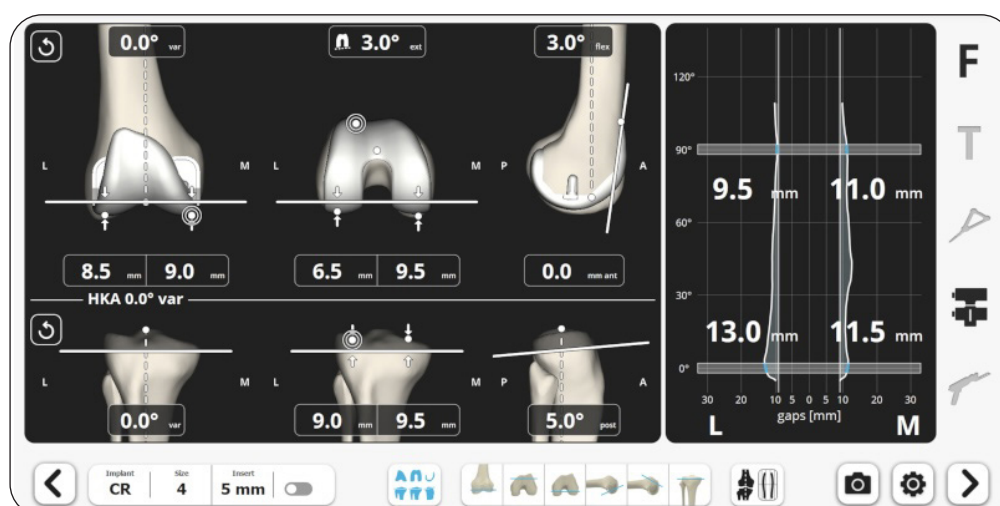 0.0° var
3.0° ext
3.0° flex
L M
L M
P A
8.5 mm 9.0 mm
6.5 mm 9.5 mm
0.0 mm ant
HKA 0.0° var
L M
L M
P A
0.0° var
9.0 mm 9.5 mm
5.0° post
120°
90°
9.5 mm 11.0 mm
60°
30°
13.0 mm 11.5 mm
0°
30 20 10 5 0 5 10 20 30
gaps [mm]
L M
F
T
Implant Size Insert
CR 4 5 mm